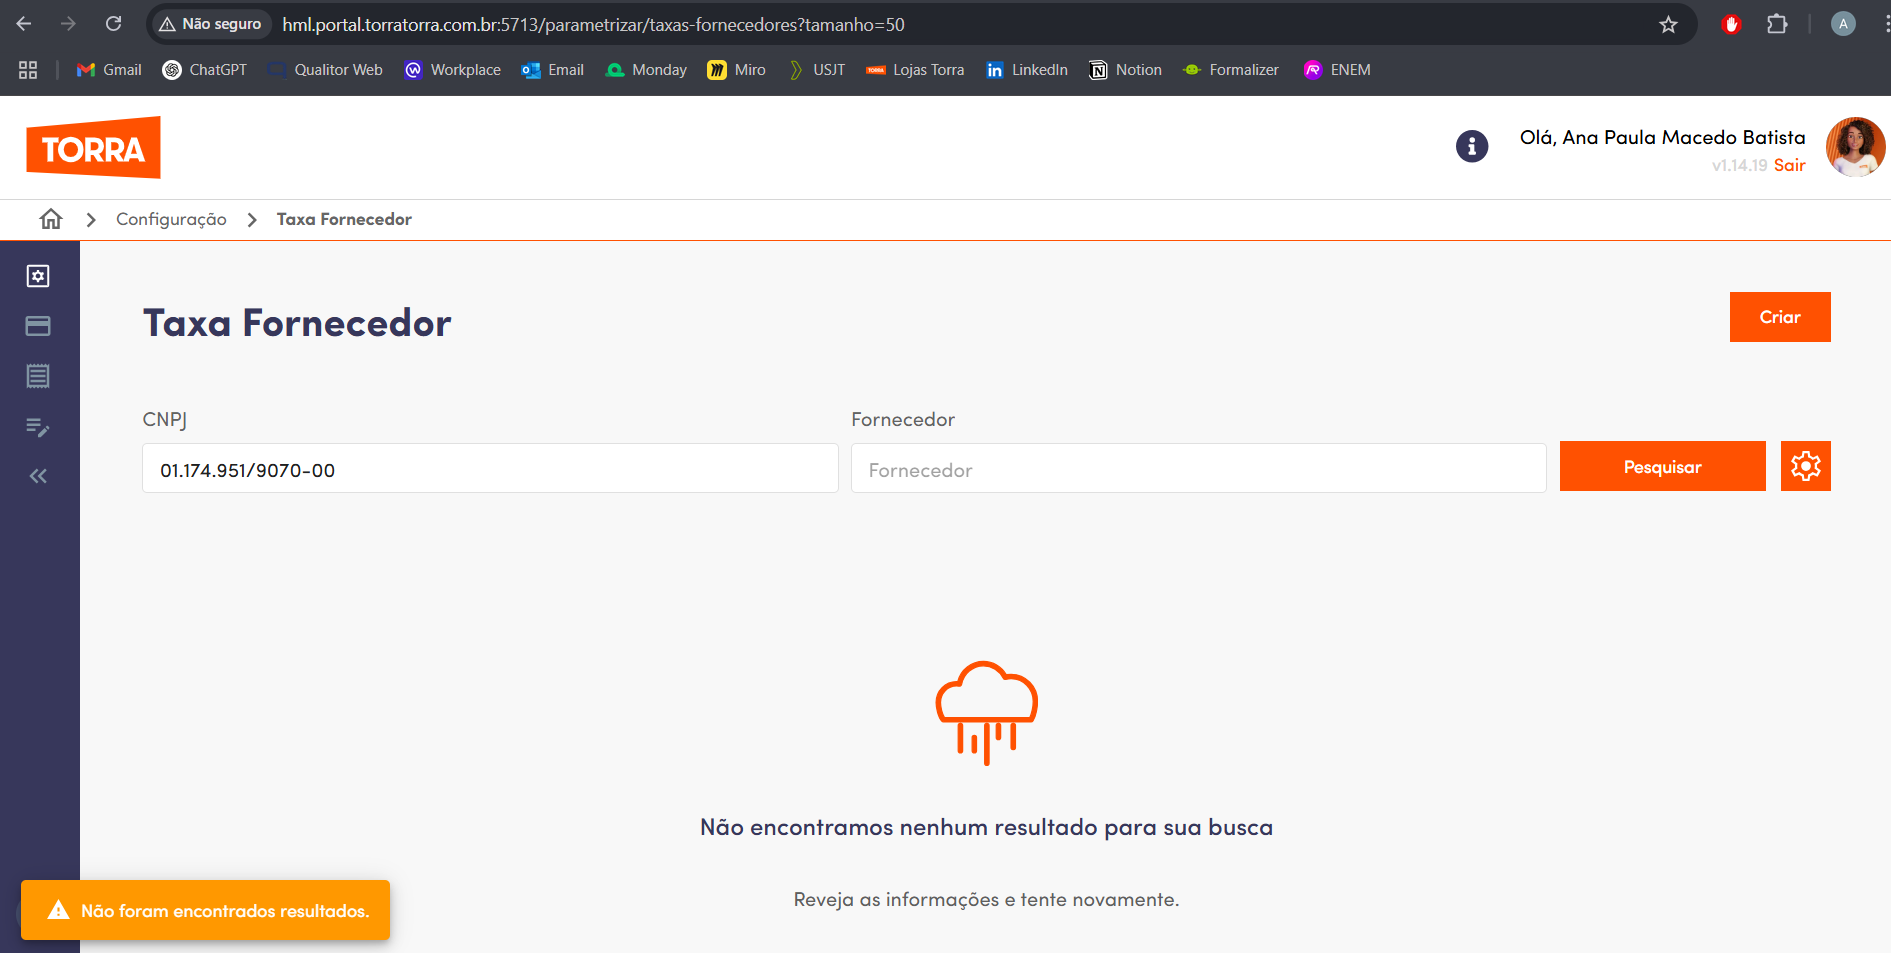 Não seguro
hml.portal.torratorra.com.br:5713/parametrizar/taxas-fornecedores?tamanho=50
A
Gmail
ChatGPT
Qualitor Web
Workplace
Email
Monday
Miro
USJT
Lojas Torra
LinkedIn
Notion
Formalizer
ENEM
TORRA
Olá, Ana Paula Macedo Batista
v1.14.19 Sair
Configuração
Taxa Fornecedor
Taxa Fornecedor
Criar
CNPJ
Fornecedor
01.174.951/9070-00
Fornecedor
Pesquisar
Não encontramos nenhum resultado para sua busca
Reveja as informações e tente novamente.
Não foram encontrados resultados.